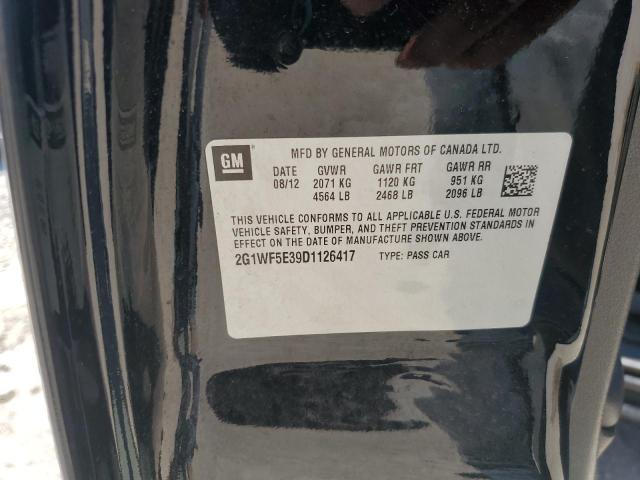 GM
MFD BY GENERAL MOTORS OF CANADA LTD.
DATE GVWR GAWR FRT GAWR RR
08/12 2071 KG 1120 KG 951 KG
4564 LB 2468 LB 2096 LB
THIS VEHICLE CONFORMS TO ALL APPLICABLE U.S. FEDERAL MOTOR
VEHICLE SAFETY, BUMPER, AND THEFT PREVENTION STANDARDS IN
EFFECT ON THE DATE OF MANUFACTURE SHOWN ABOVE.
2G1WF5E39D1126417 TYPE: PASS CAR